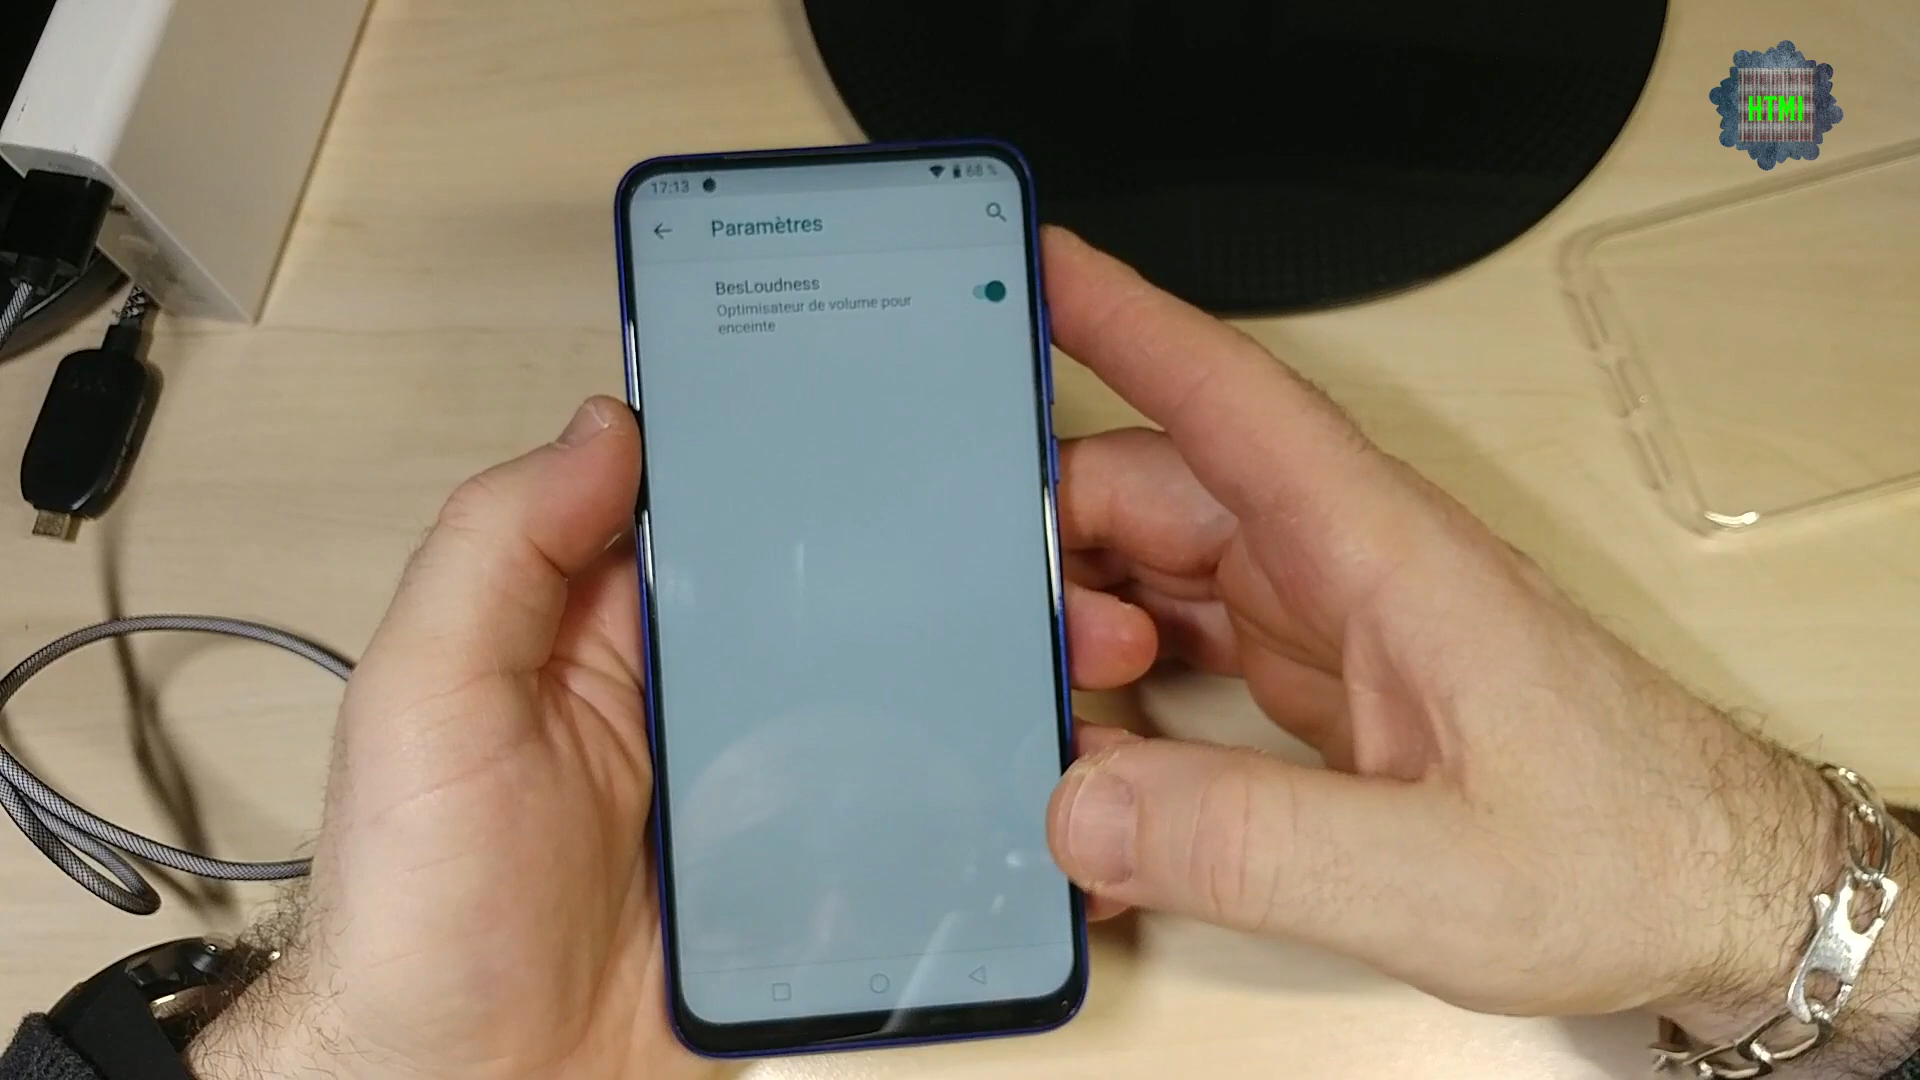 HTMI
17:13 68 %
Paramètres
BesLoudness
Optimisateur de volume pour
enceinte